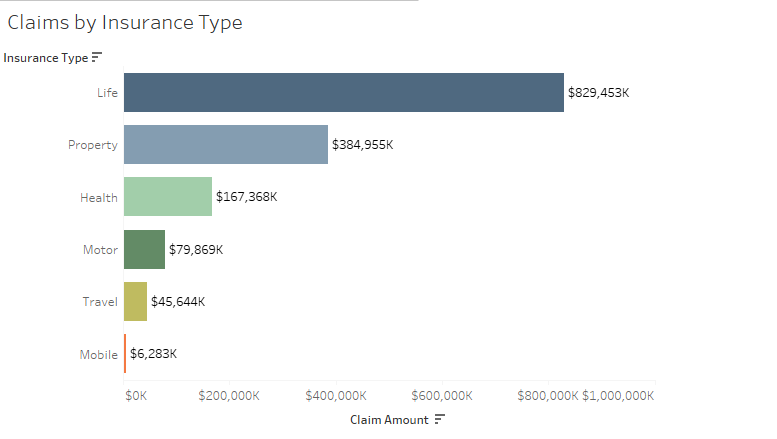 Claims by Insurance Type
Insurance Type
Life $829,453K
Property $384,955K
Health $167,368K
Motor $79,869K
Travel $45,644K
Mobile $6,283K
$0K $200,000K $400,000K $600,000K $800,000K $1,000,000K
Claim Amount